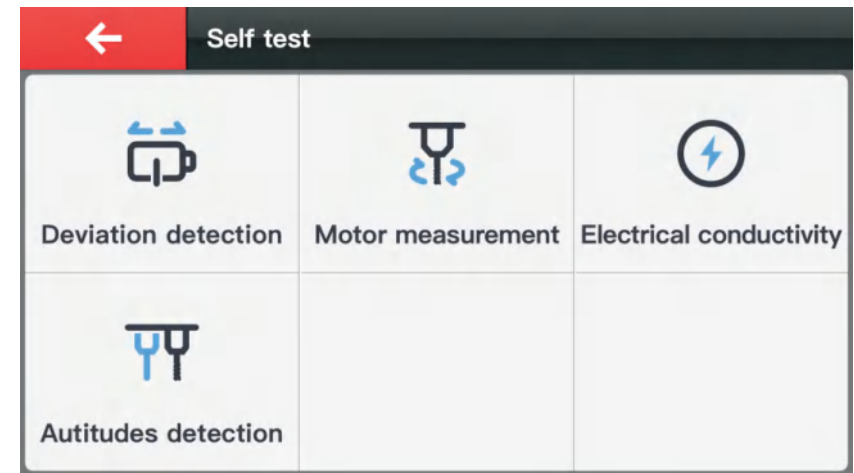 Self test
Deviation detection
Motor measurement
Electrical conductivity
Autitudes detection